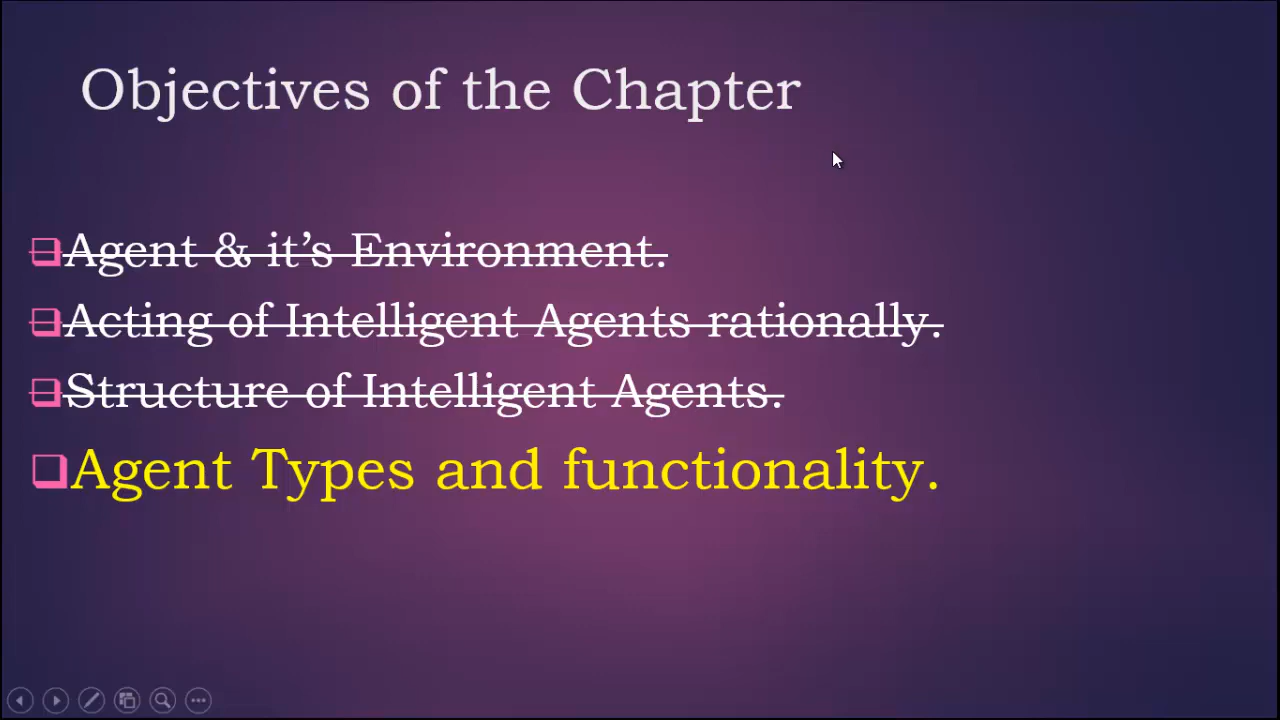 Objectives of the Chapter
Agent & it’s Environment.
Acting of Intelligent Agents rationally.
Structure of Intelligent Agents.
Agent Types and functionality.